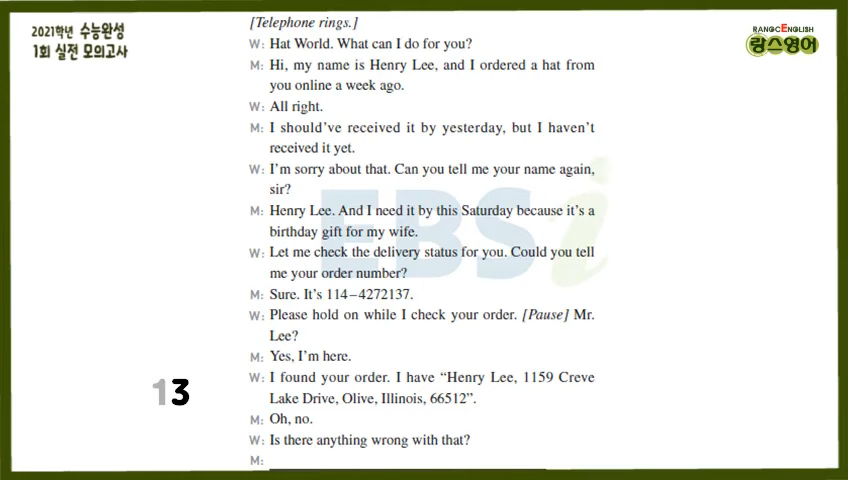 2021학년 수능완성
1회 실전 모의고사
RANGCENGLISH
랑스영어
[Telephone rings.]
W: Hat World. What can I do for you?
M: Hi, my name is Henry Lee, and I ordered a hat from
you online a week ago.
W: All right.
M: I should've received it by yesterday, but I haven't
received it yet.
W: I'm sorry about that. Can you tell me your name again,
sir?
M: Henry Lee. And I need it by this Saturday because it's a
birthday gift for my wife.
W: Let me check the delivery status for you. Could you tell
me your order number?
M: Sure. It's 114–4272137.
W: Please hold on while I check your order. [Pause] Mr.
Lee?
M: Yes, I'm here.
W: I found your order. I have “Henry Lee, 1159 Creve
Lake Drive, Olive, Illinois, 66512”.
M: Oh, no.
W: Is there anything wrong with that?
M:
13
EBSi